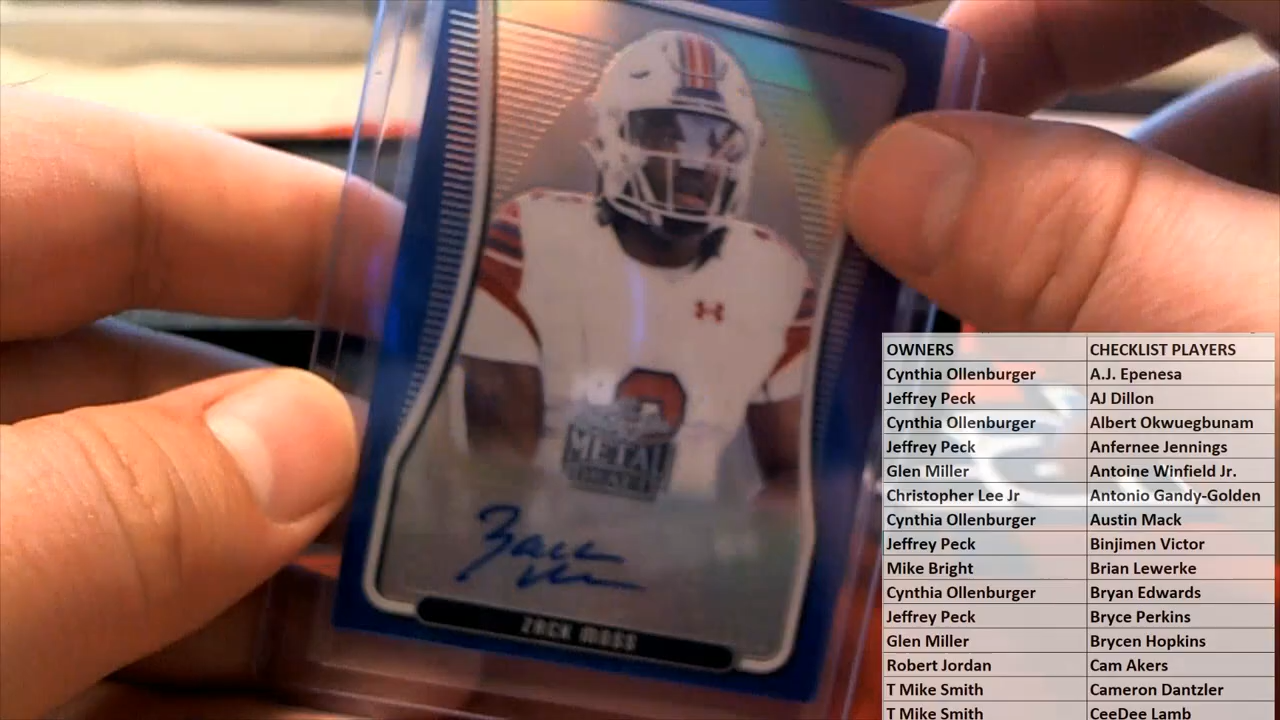 METAL
Zack
ZACK MOSS
OWNERS CHECKLIST PLAYERS
Cynthia Ollenburger A.J. Epenesa
Jeffrey Peck AJ Dillon
Cynthia Ollenburger Albert Okwuegbunam
Jeffrey Peck Anfernee Jennings
Glen Miller Antoine Winfield Jr.
Christopher Lee Jr Antonio Gandy-Golden
Cynthia Ollenburger Austin Mack
Jeffrey Peck Binjimen Victor
Mike Bright Brian Lewerke
Cynthia Ollenburger Bryan Edwards
Jeffrey Peck Bryce Perkins
Glen Miller Brycen Hopkins
Robert Jordan Cam Akers
T Mike Smith Cameron Dantzler
T Mike Smith CeeDee Lamb